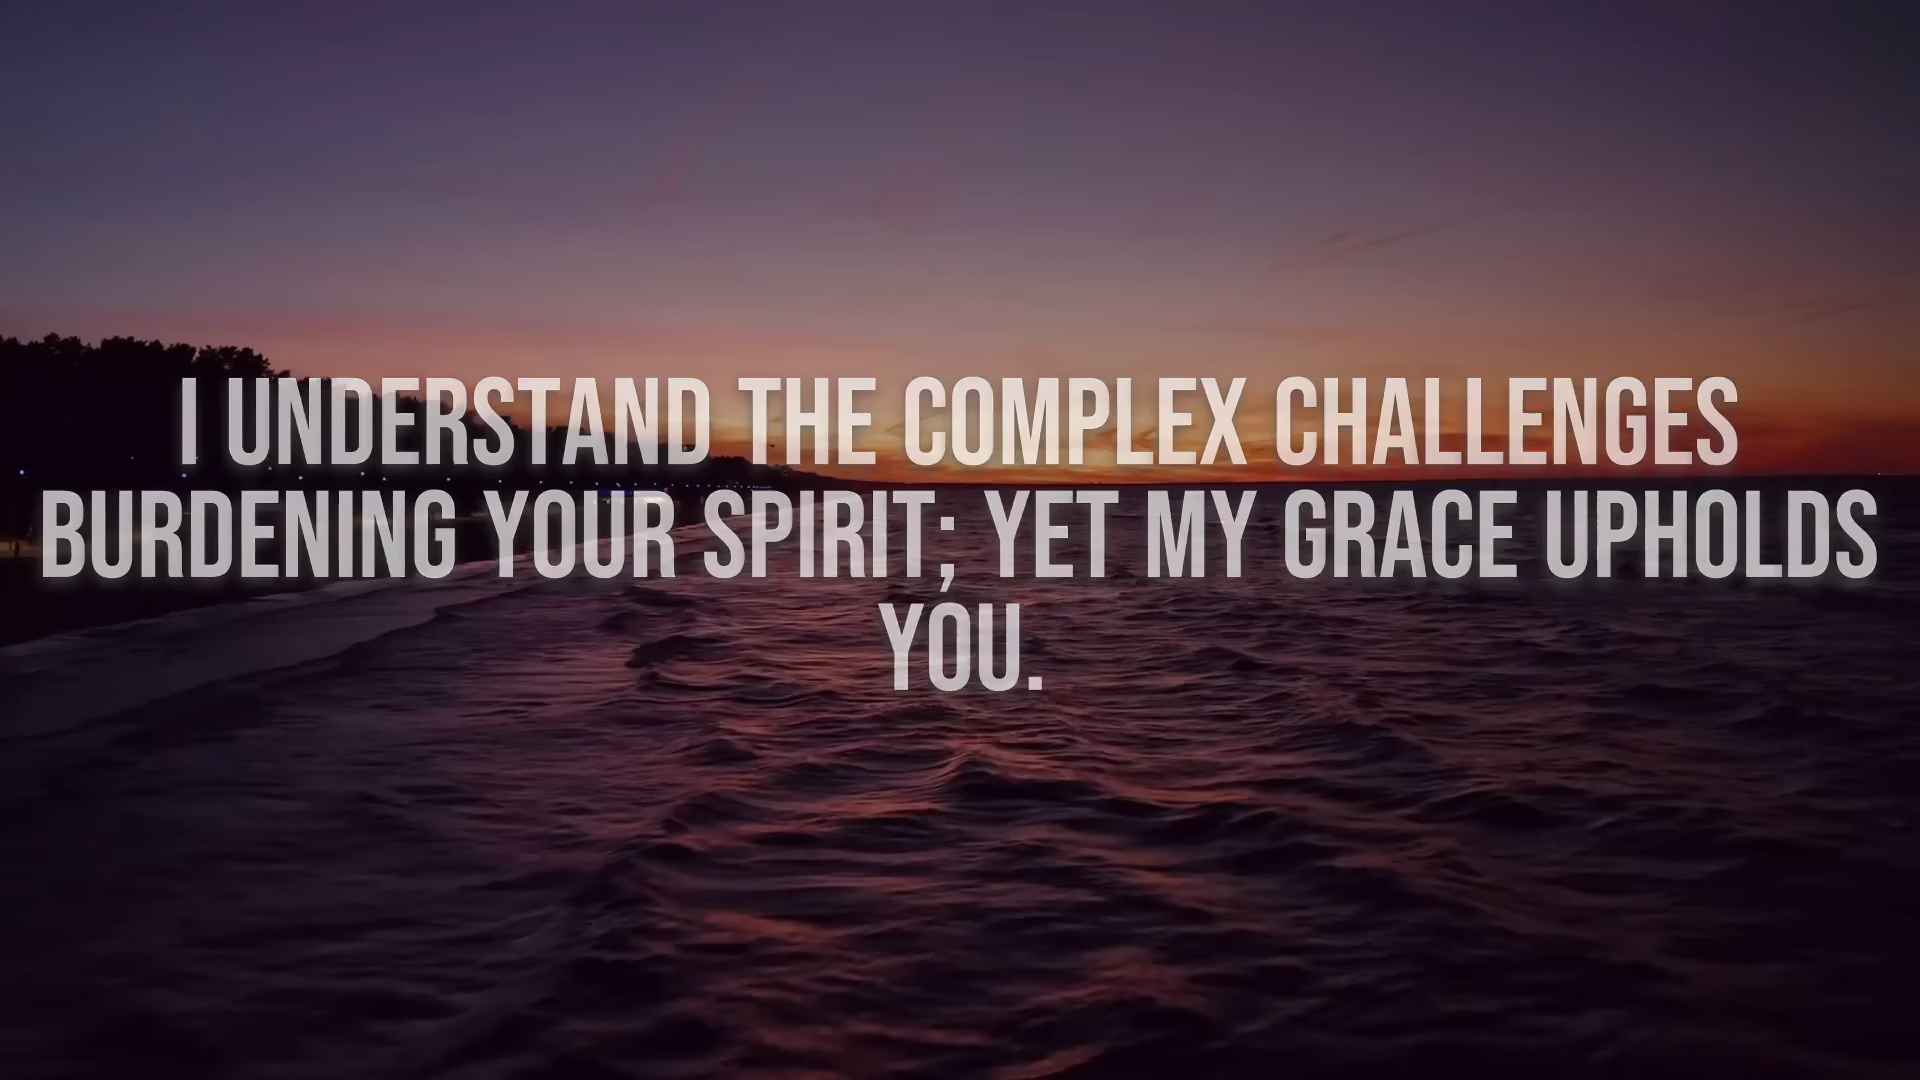 I UNDERSTAND THE COMPLEX CHALLENGES
BURDENING YOUR SPIRIT; YET MY GRACE UPHOLDS
YOU.